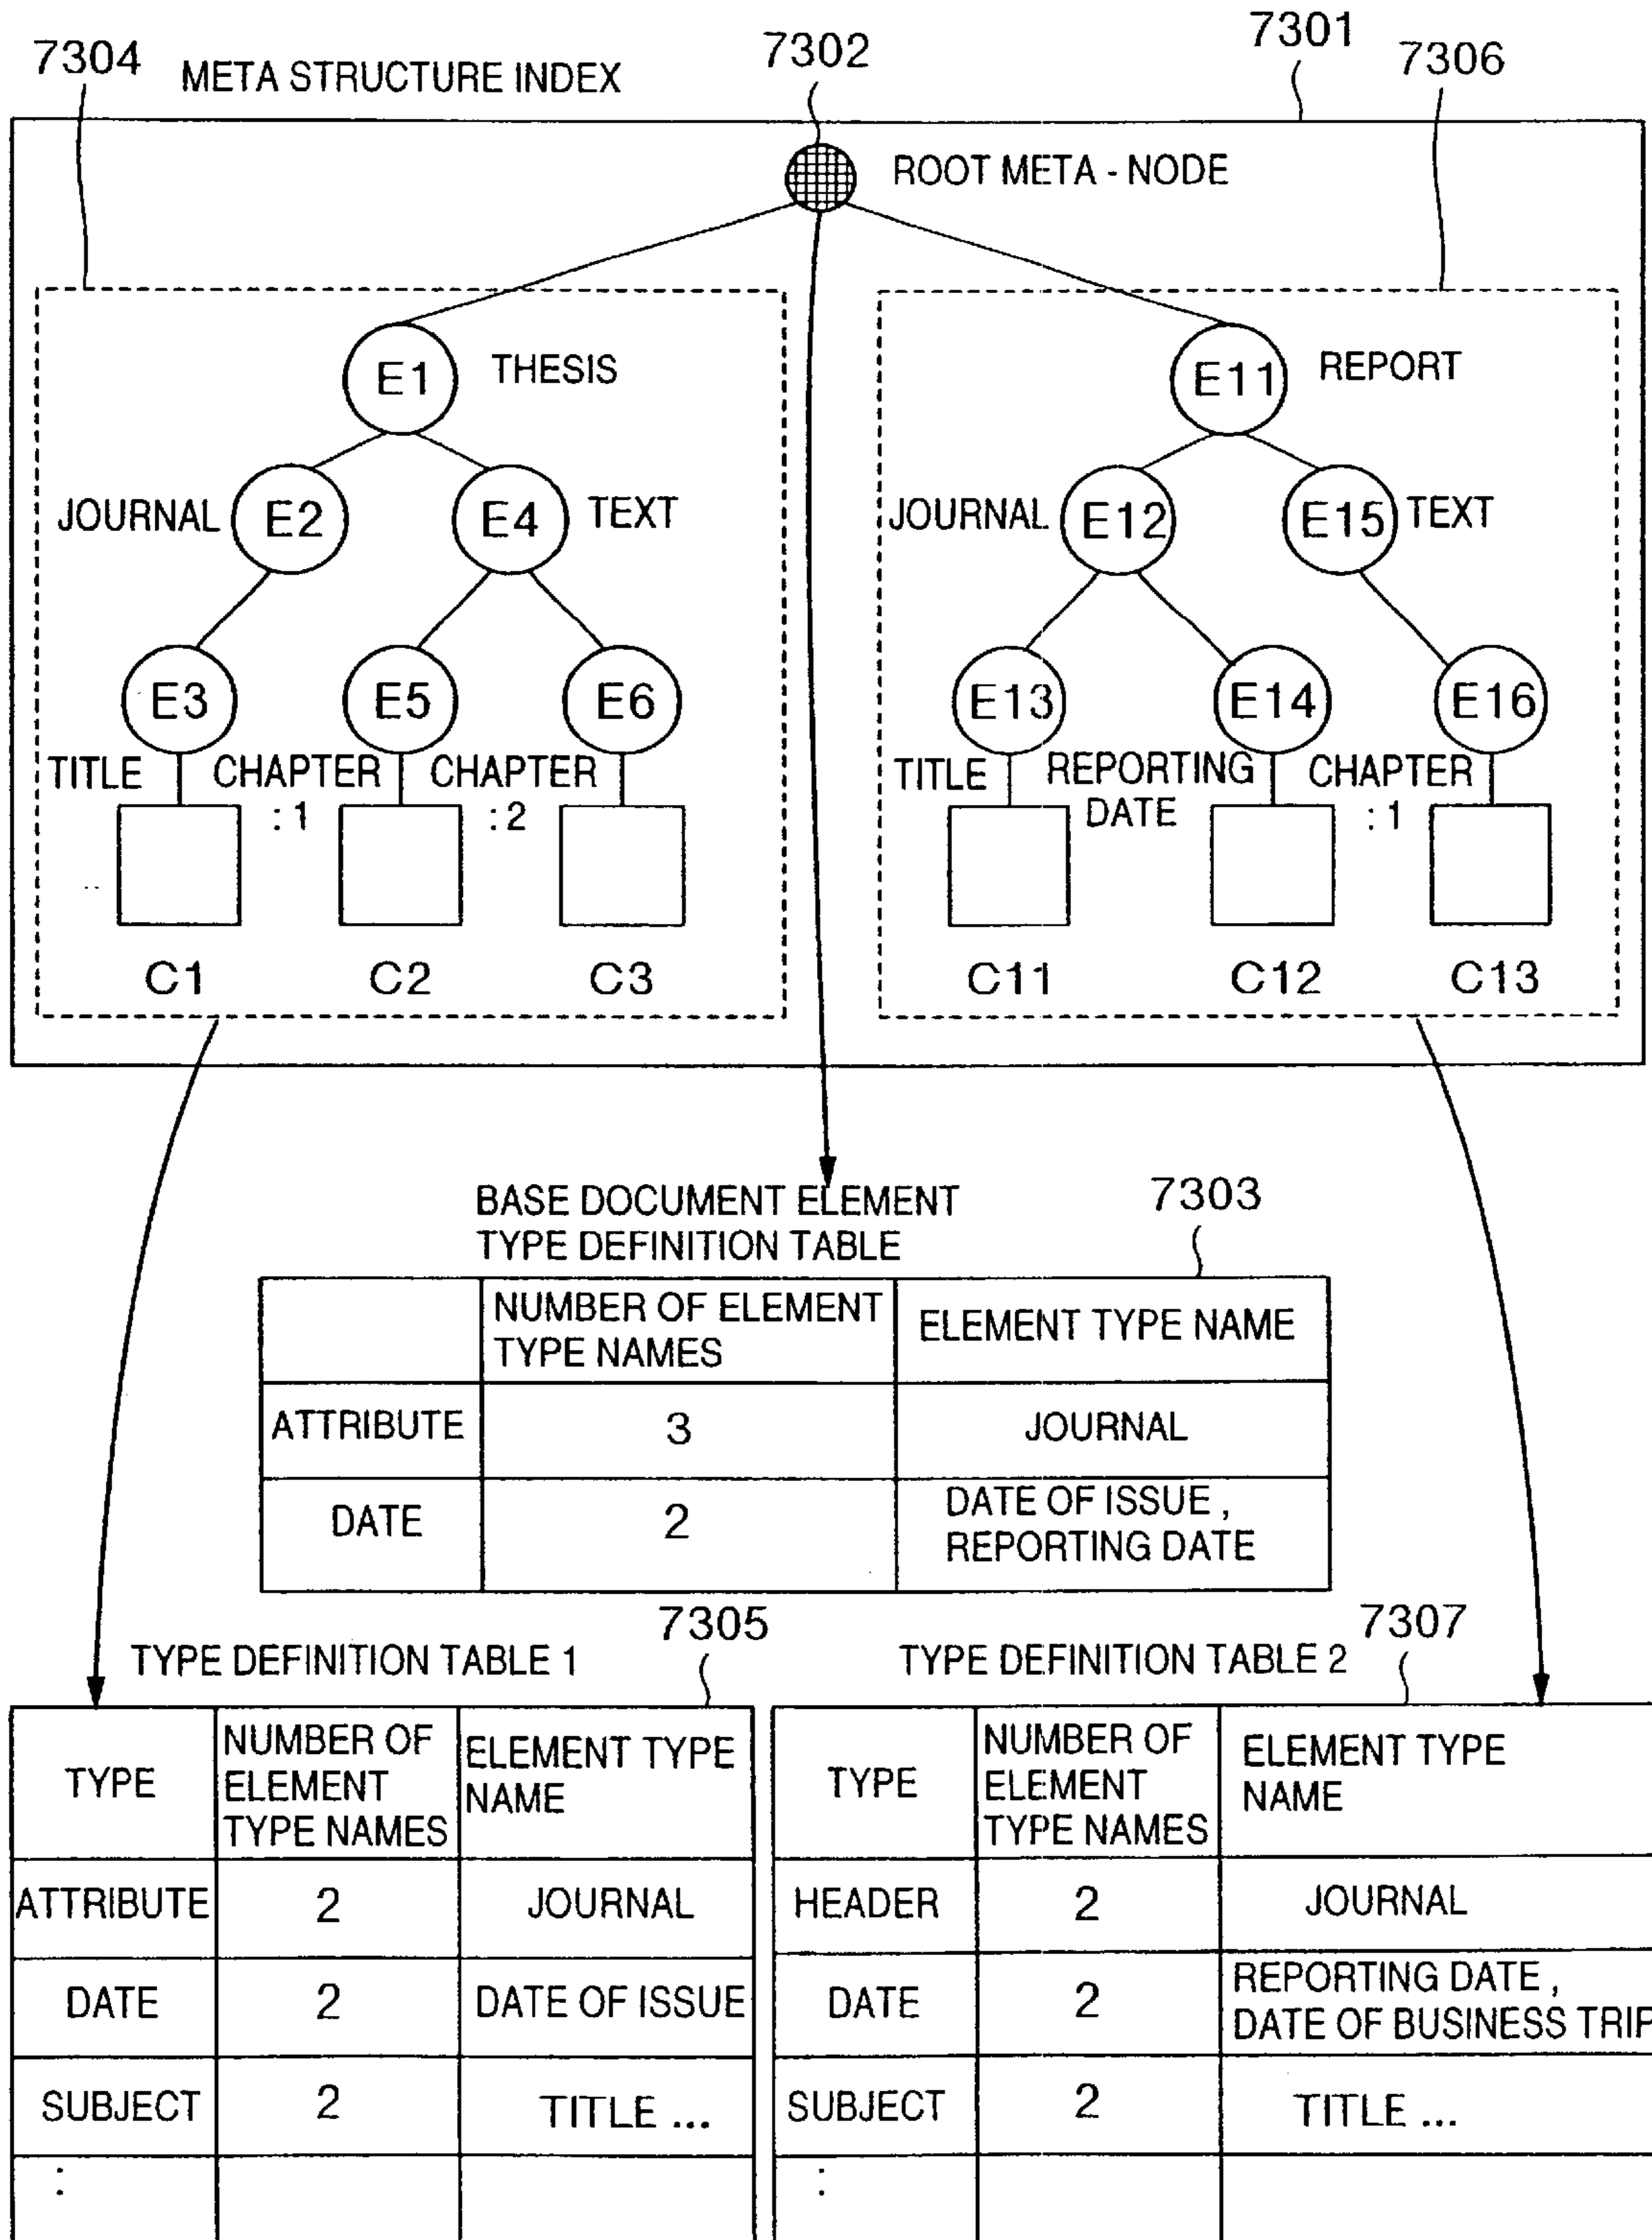 7304
META STRUCTURE INDEX
7302
7301
7306
ROOT META - NODE
E1
THESIS
E11
REPORT
JOURNAL
E2
E4
TEXT
JOURNAL
E12
E15
TEXT
E3
E5
E6
E13
E14
E16
TITLE
CHAPTER
: 1
CHAPTER
: 2
TITLE
REPORTING
DATE
CHAPTER
: 1
C1
C2
C3
C11
C12
C13
BASE DOCUMENT ELEMENT
TYPE DEFINITION TABLE
7303
NUMBER OF ELEMENT
TYPE NAMES
ELEMENT TYPE NAME
ATTRIBUTE
3
JOURNAL
DATE
2
DATE OF ISSUE ,
REPORTING DATE
TYPE DEFINITION TABLE 1
7305
TYPE
NUMBER OF
ELEMENT
TYPE NAMES
ELEMENT TYPE
NAME
ATTRIBUTE
2
JOURNAL
DATE
2
DATE OF ISSUE
SUBJECT
2
TITLE ...
:
TYPE DEFINITION TABLE 2
7307
TYPE
NUMBER OF
ELEMENT
TYPE NAMES
ELEMENT TYPE
NAME
HEADER
2
JOURNAL
DATE
2
REPORTING DATE ,
DATE OF BUSINESS TRIP
SUBJECT
2
TITLE ...
: